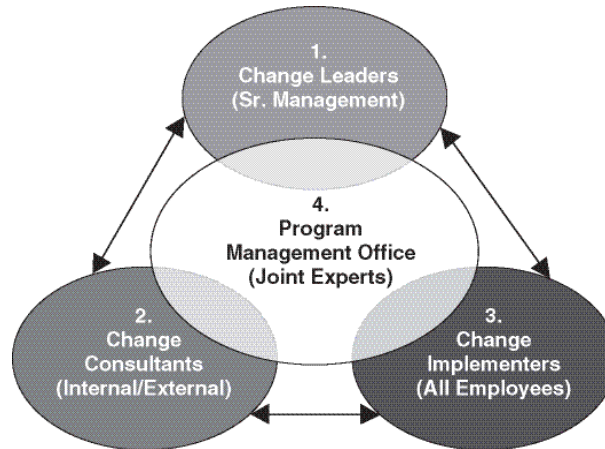 1.
Change Leaders
(Sr. Management)
4.
Program
Management Office
(Joint Experts)
2.
Change
Consultants
(Internal/External)
3.
Change
Implementers
(All Employees)